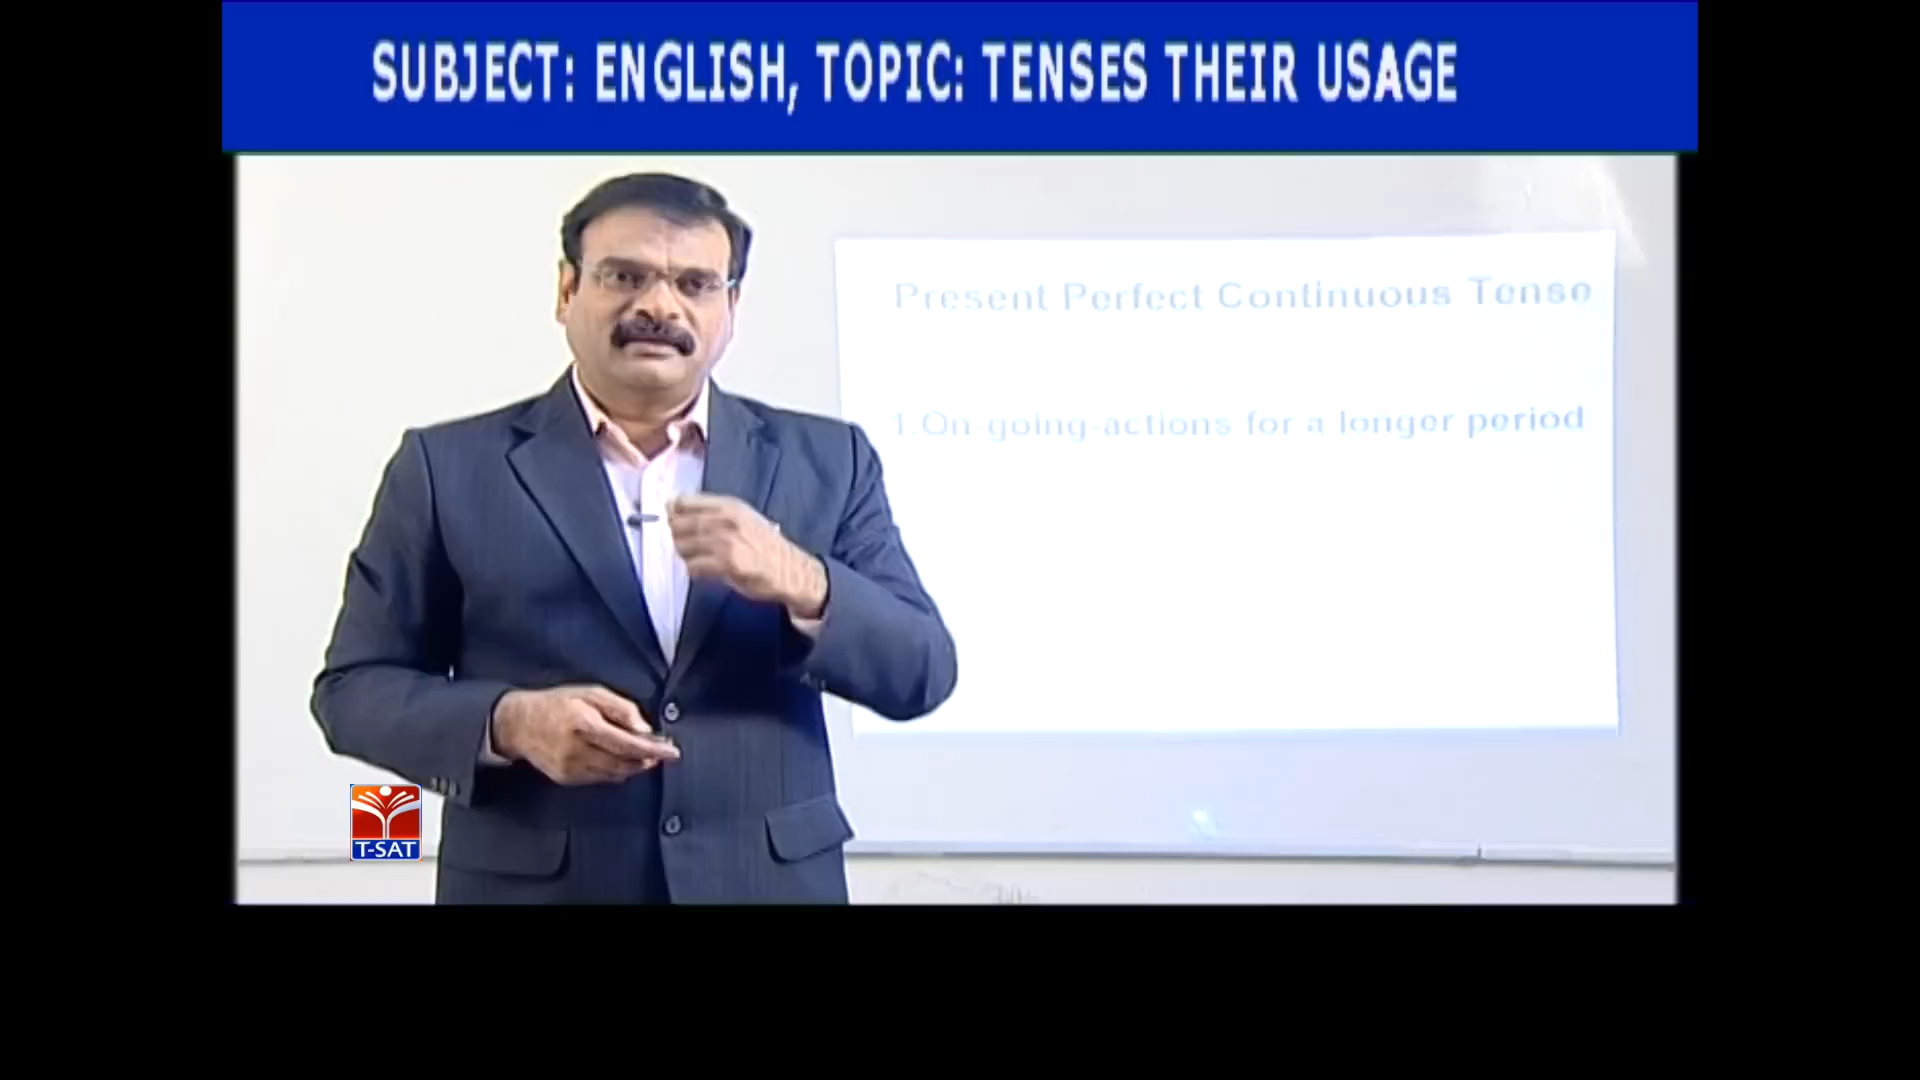 SUBJECT: ENGLISH, TOPIC: TENSES THEIR USAGE
Present Perfect Continuous Tense
1.On going-actions for a longer period
T-SAT